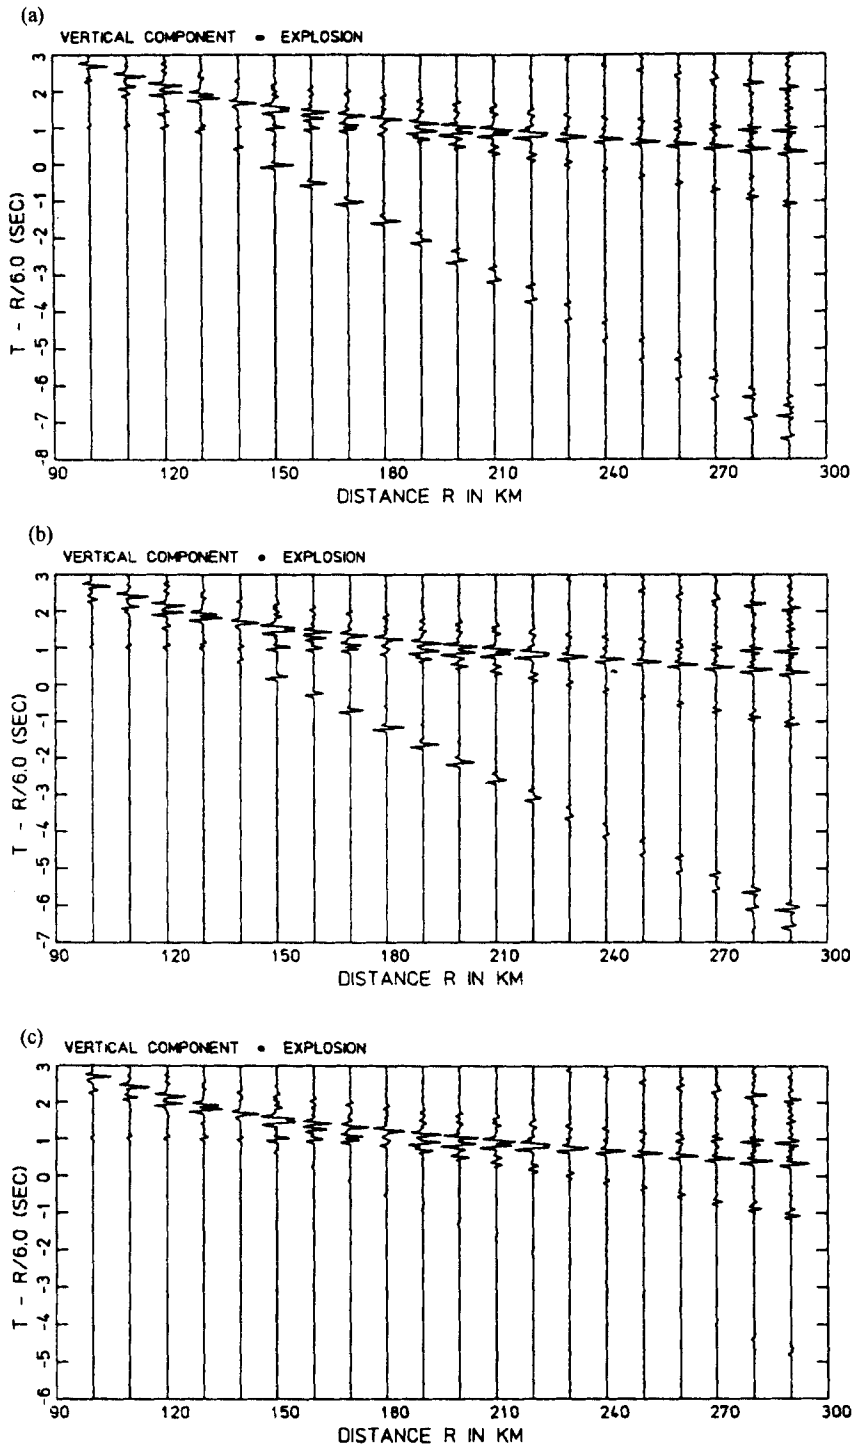 (a)
VERTICAL COMPONENT • EXPLOSION
3
2
1
0
-1
-2
-3
-4
-5
-6
-7
-8
T - R/6.0 (SEC)
90 120 150 180 210 240 270 300
DISTANCE R IN KM
(b)
VERTICAL COMPONENT • EXPLOSION
3
2
1
0
-1
-2
-3
-4
-5
-6
-7
T - R/6.0 (SEC)
90 120 150 180 210 240 270 300
DISTANCE R IN KM
(c)
VERTICAL COMPONENT • EXPLOSION
3
2
1
0
-1
-2
-3
-4
-5
-6
T - R/6.0 (SEC)
90 120 150 180 210 240 270 300
DISTANCE R IN KM